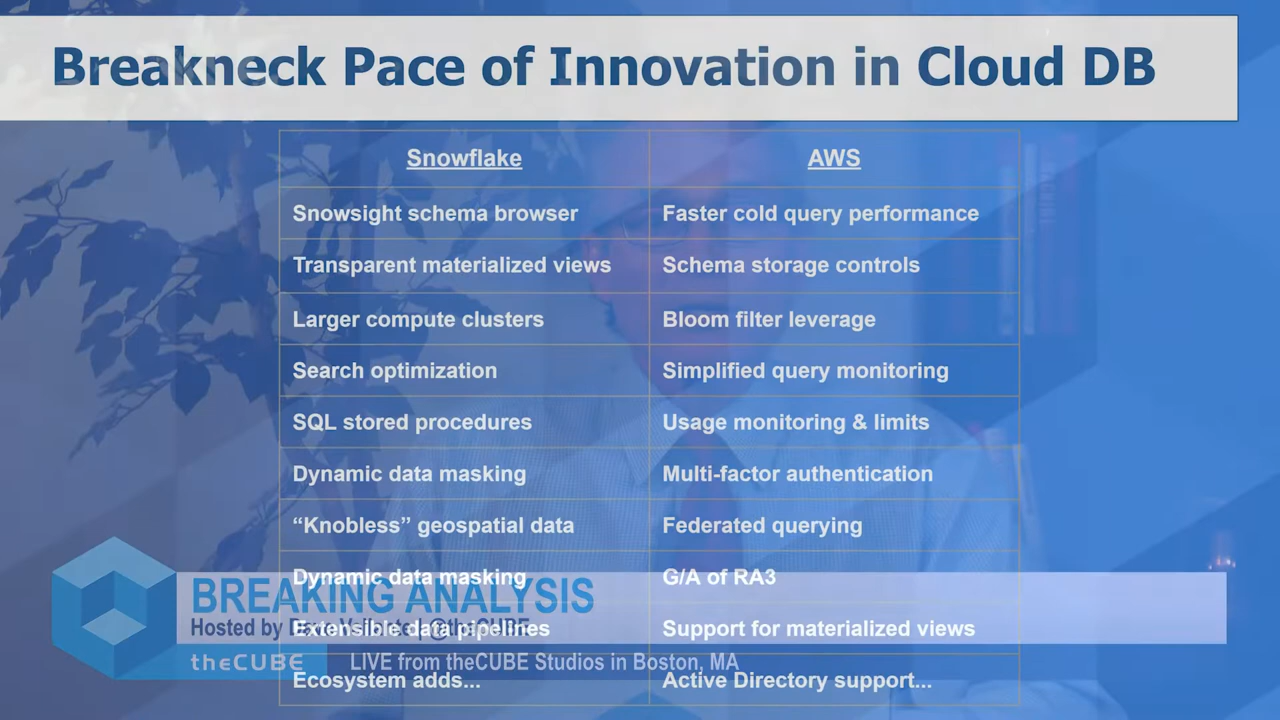 Breakneck Pace of Innovation in Cloud DB
Snowflake AWS
Snowsight schema browser Faster cold query performance
Transparent materialized views Schema storage controls
Larger compute clusters Bloom filter leverage
Search optimization Simplified query monitoring
SQL stored procedures Usage monitoring & limits
Dynamic data masking Multi-factor authentication
“Knobless” geospatial data Federated querying
Dynamic data masking G/A of RA3
BREAKING ANALYSIS
Hosted by @theCUBE
Extensible data pipelines Support for materialized views
theCUBE LIVE from theCUBE Studios in Boston, MA
Ecosystem adds... Active Directory support...